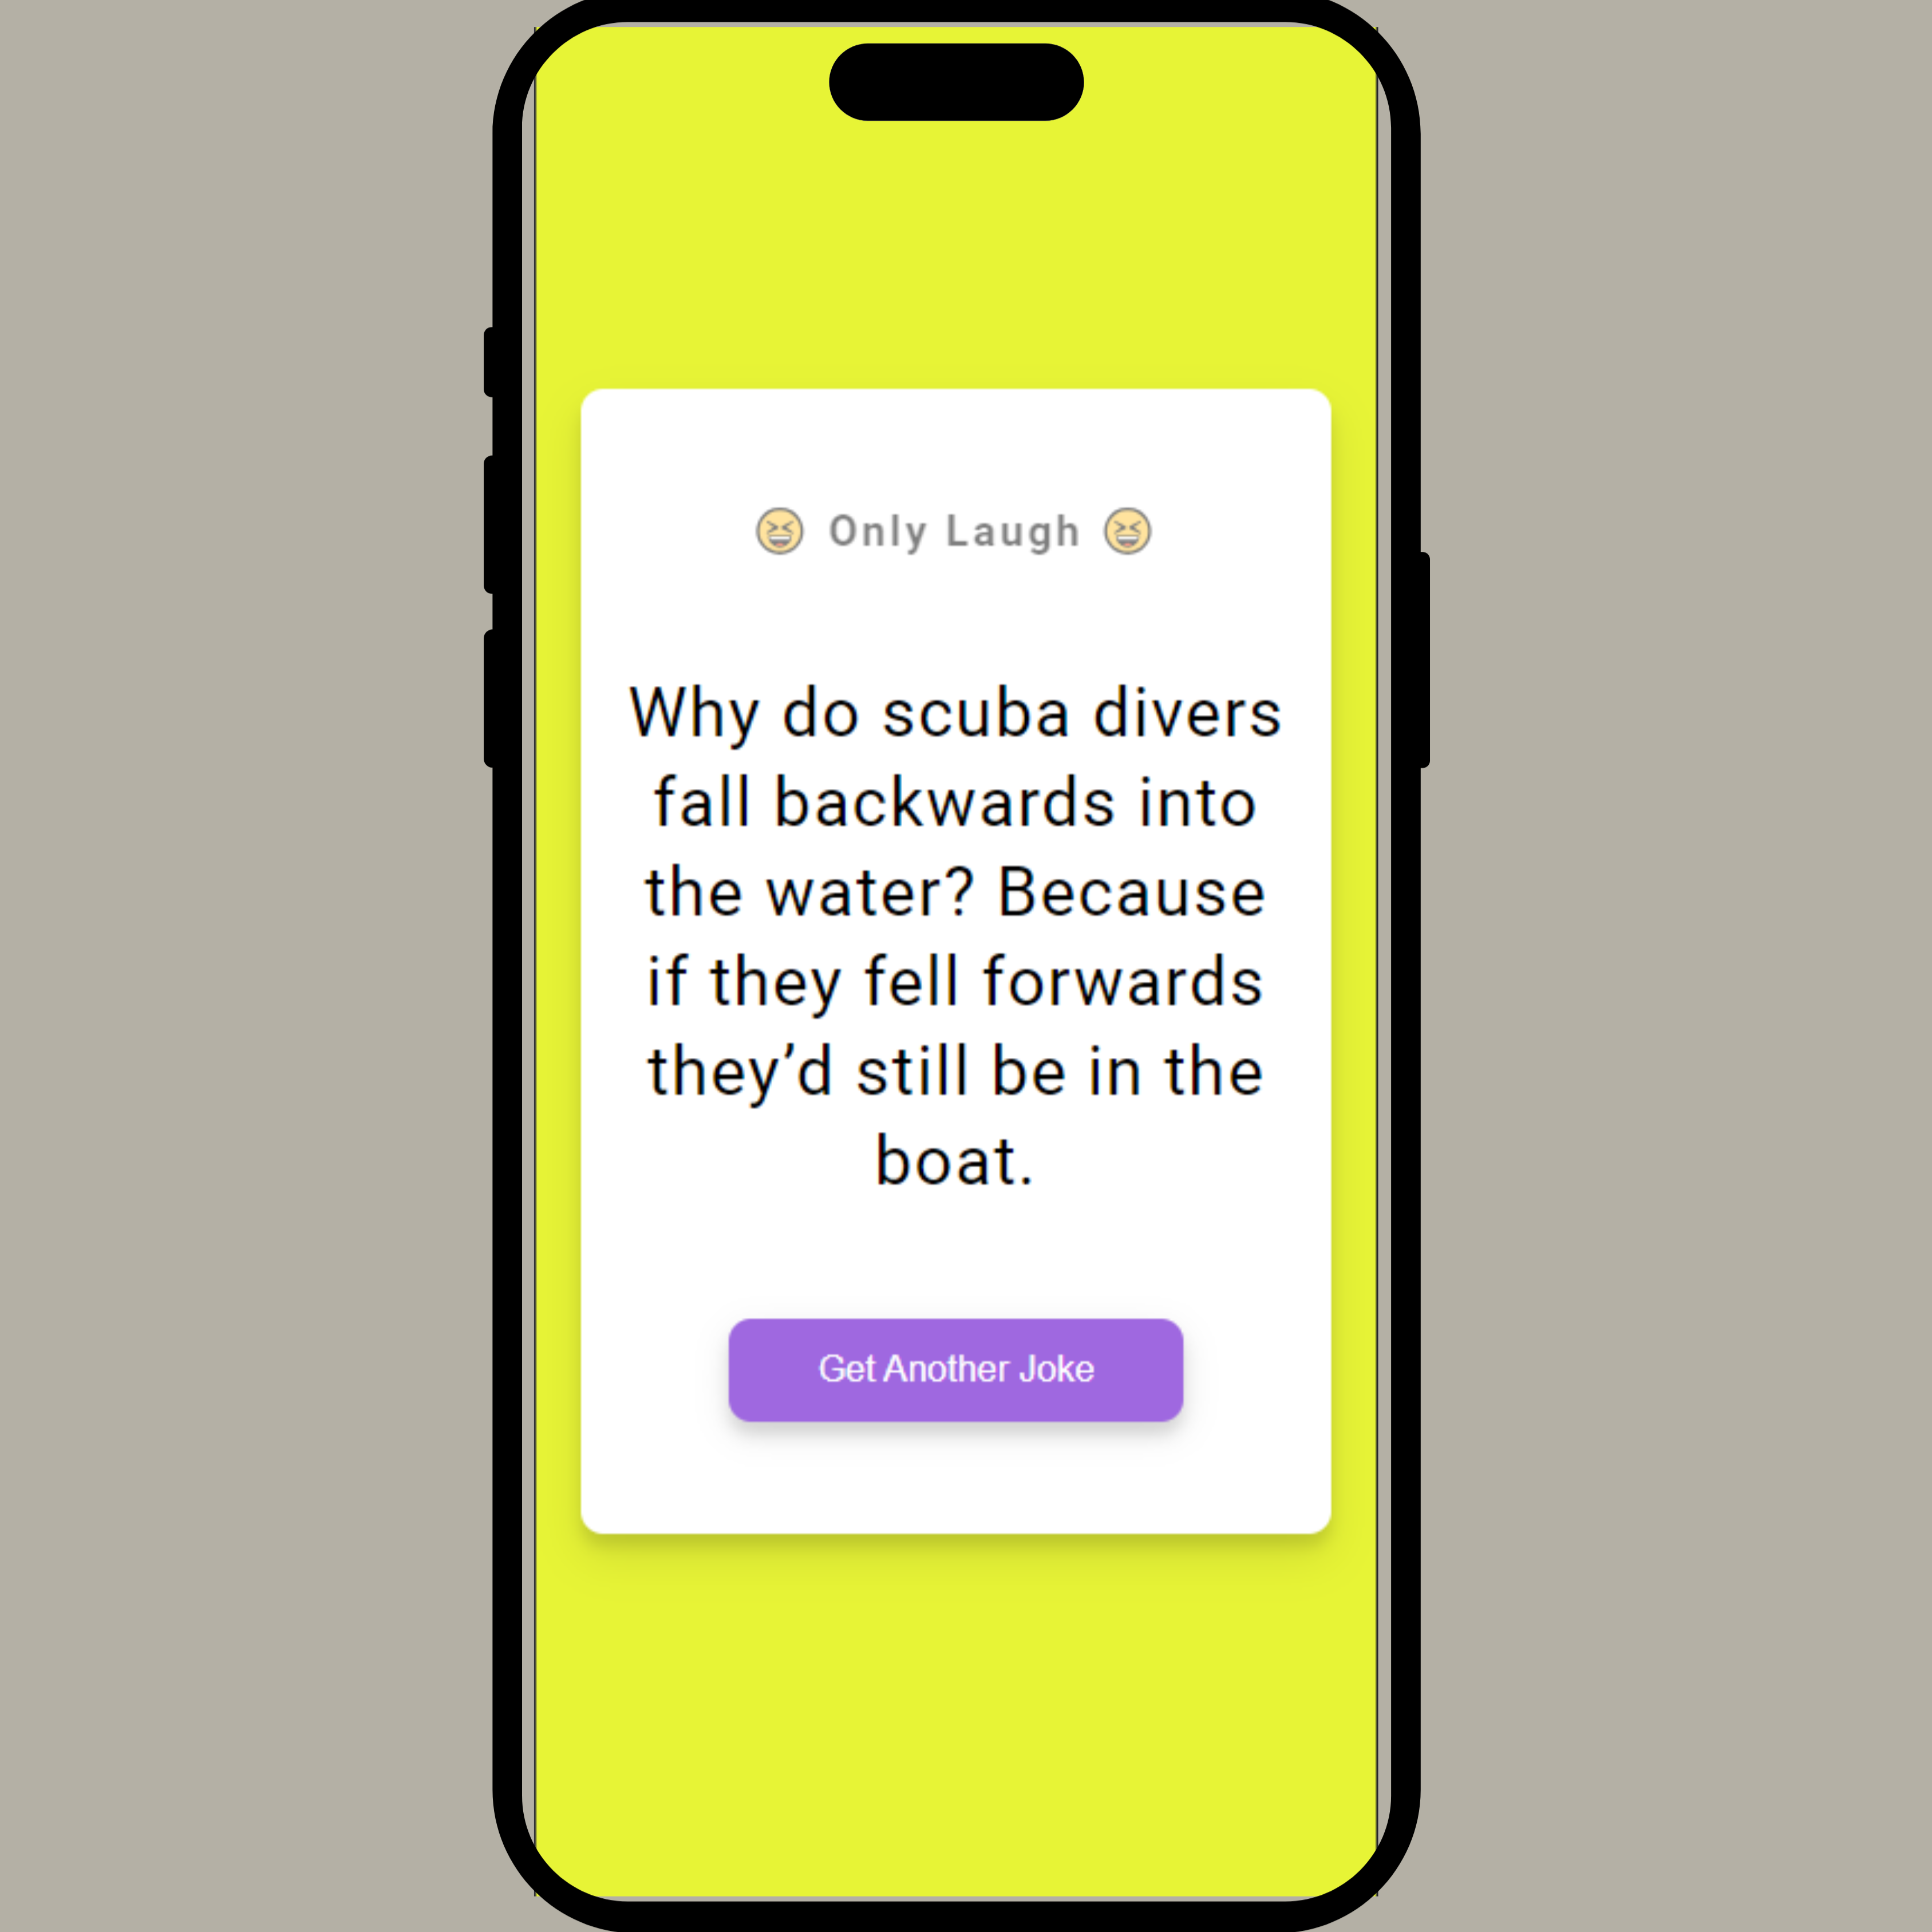 😆 Only Laugh 😆
Why do scuba divers
fall backwards into
the water? Because
if they fell forwards
they’d still be in the
boat.
Get Another Joke